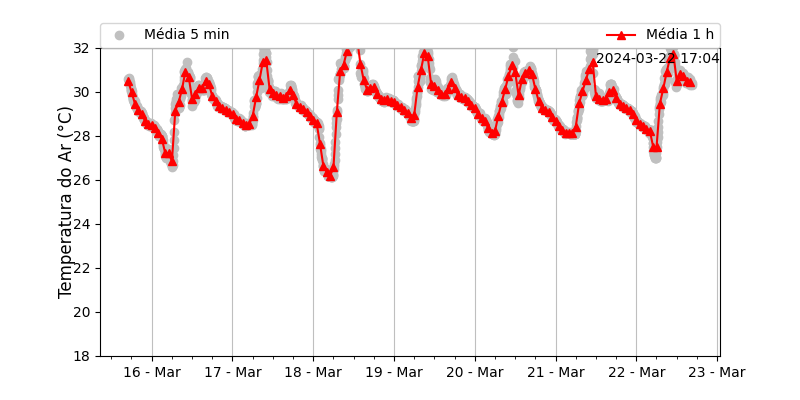 Média 5 min
Média 1 h
2024-03-22 17:04
Temperatura do Ar (°C)
32
30
28
26
24
22
20
18
16 - Mar
17 - Mar
18 - Mar
19 - Mar
20 - Mar
21 - Mar
22 - Mar
23 - Mar